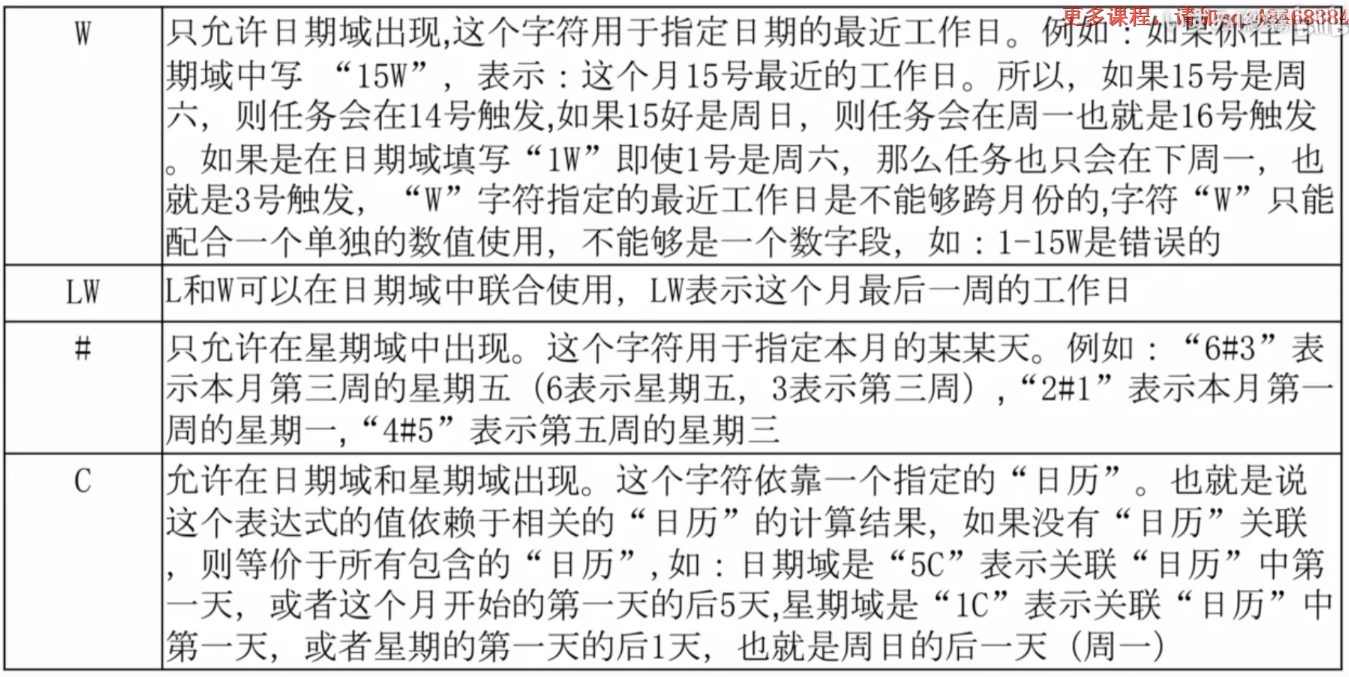 更多课程，请加
W
只允许日期域出现,这个字符用于指定日期的最近工作日。例如：如果你在日
期域中写 “15W”，表示：这个月15号最近的工作日。所以，如果15号是周
六，则任务会在14号触发,如果15好是周日，则任务会在周一也就是16号触发
。如果是在日期域填写“1W”即使1号是周六，那么任务也只会在下周一，也
就是3号触发，“W”字符指定的最近工作日是不能够跨月份的,字符“W”只能
配合一个单独的数值使用，不能够是一个数字段，如：1-15W是错误的
LW
L和W可以在日期域中联合使用，LW表示这个月最后一周的工作日
#
只允许在星期域中出现。这个字符用于指定本月的某某天。例如：“6#3”表
示本月第三周的星期五（6表示星期五，3表示第三周）,“2#1”表示本月第一
周的星期一,“4#5”表示第五周的星期三
C
允许在日期域和星期域出现。这个字符依靠一个指定的“日历”。也就是说
这个表达式的值依赖于相关的“日历”的计算结果，如果没有“日历”关联
，则等价于所有包含的“日历”,如：日期域是“5C”表示关联“日历”中第
一天，或者这个月开始的第一天的后5天,星期域是“1C”表示关联“日历”中
第一天，或者星期的第一天的后1天，也就是周日的后一天（周一）